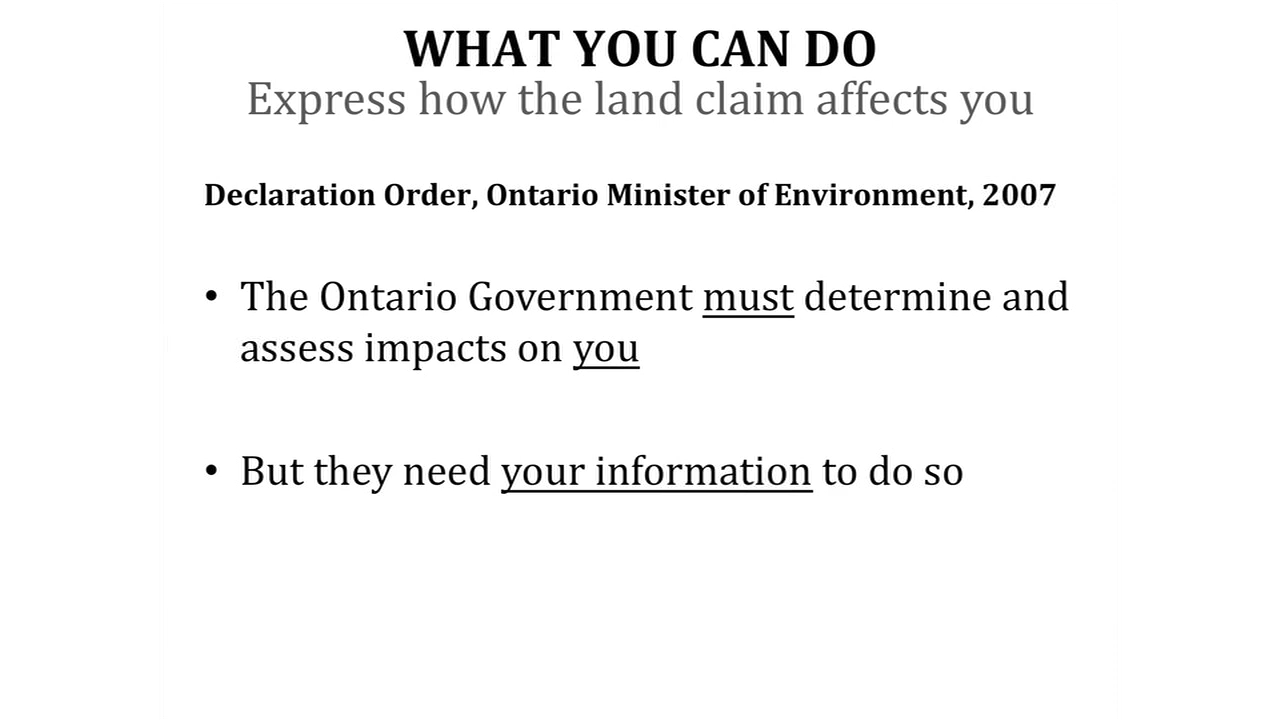 WHAT YOU CAN DO
Express how the land claim affects you
Declaration Order, Ontario Minister of Environment, 2007
• The Ontario Government must determine and
assess impacts on you
• But they need your information to do so